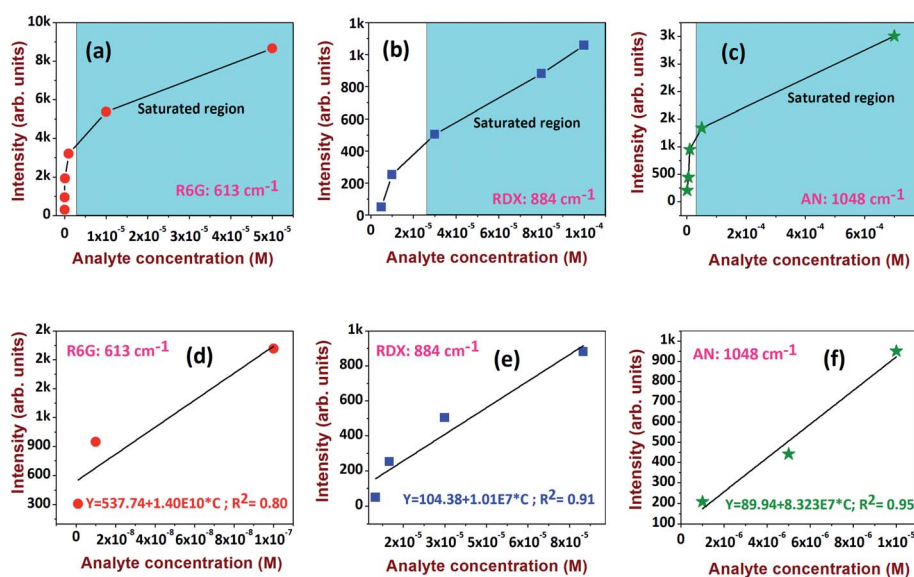 10k
8k
6k
4k
2k
0
(a)
Saturated region
R6G: 613 cm⁻¹
0 1x10⁻⁵ 2x10⁻⁵ 3x10⁻⁵ 4x10⁻⁵ 5x10⁻⁵
Analyte concentration (M)
Intensity (arb. units)
1k
1k
800
600
400
200
0
(b)
Saturated region
RDX: 884 cm⁻¹
0 2x10⁻⁵ 4x10⁻⁵ 6x10⁻⁵ 8x10⁻⁵ 1x10⁻⁴
Analyte concentration (M)
Intensity (arb. units)
3k
3k
2k
2k
1k
500
0
(c)
Saturated region
AN: 1048 cm⁻¹
0 2x10⁻⁴ 4x10⁻⁴ 6x10⁻⁴
Analyte concentration (M)
Intensity (arb. units)
2k
2k
2k
1k
900
600
300
R6G: 613 cm⁻¹
(d)
Y=537.74+1.40E10*C ; R²= 0.80
0 2x10⁻⁸ 4x10⁻⁸ 6x10⁻⁸ 8x10⁻⁸ 1x10⁻⁷
Analyte concentration (M)
Intensity (arb. units)
1k
800
600
400
200
0
RDX: 884 cm⁻¹
(e)
Y=104.38+1.01E7*C ; R²= 0.91
2x10⁻⁵ 3x10⁻⁵ 5x10⁻⁵ 6x10⁻⁵ 8x10⁻⁵
Analyte concentration (M)
Intensity (arb. units)
1k
900
800
700
600
500
400
300
200
100
AN: 1048 cm⁻¹
(f)
Y=89.94+8.323E7*C; R²= 0.95
0 2x10⁻⁶ 4x10⁻⁶ 6x10⁻⁶ 8x10⁻⁶ 1x10⁻⁵
Analyte concentration (M)
Intensity (arb. units)